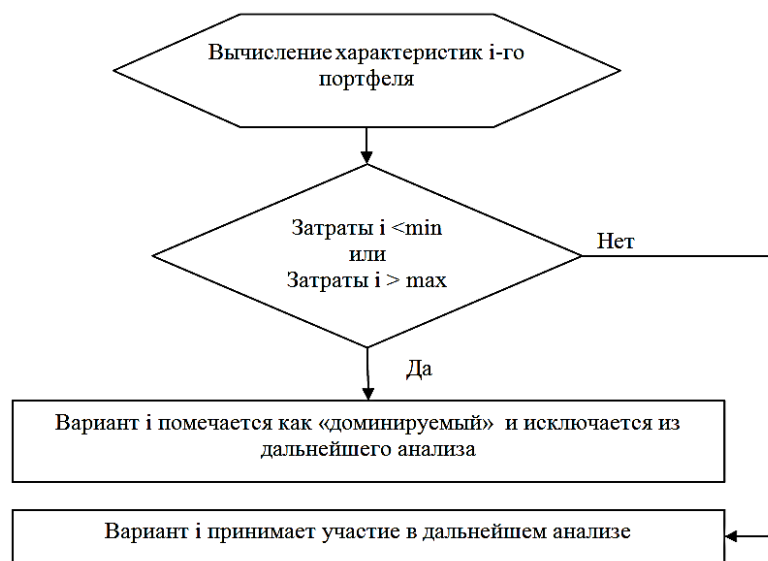 Вычисление характеристик i-го
портфеля
Затраты i <min
или
Затраты i > max
Нет
Да
Вариант i помечается как «доминируемый» и исключается из
дальнейшего анализа
Вариант i принимает участие в дальнейшем анализе